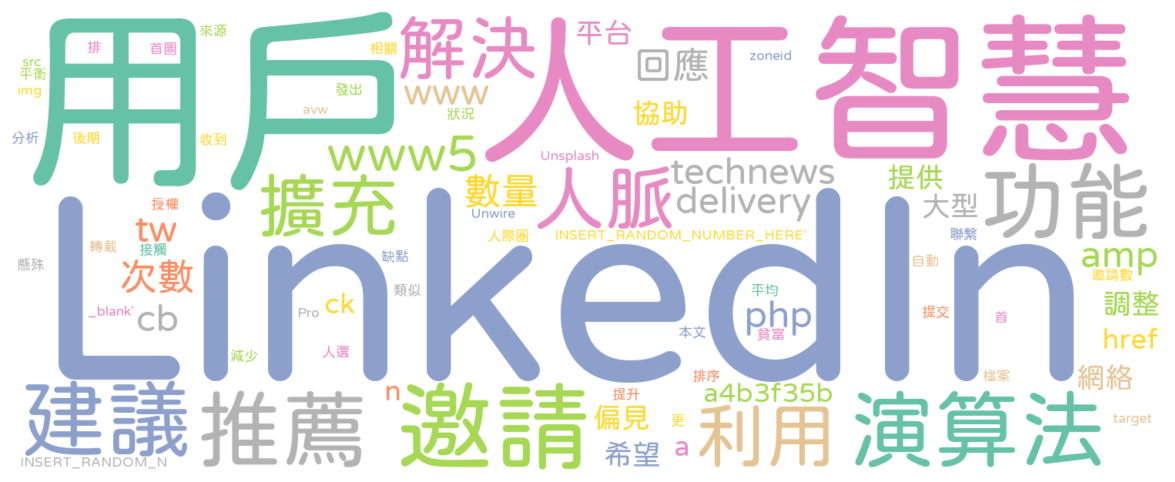 用戶
人工智慧
LinkedIn
解決
平台
回應
zoneid
來源
排
首圖
相關
src
平衡
img
www
發出
avw
狀況
協助
分析
後期
收到
www5
Unsplash
technews
提供
擴充
數量
人脈
delivery
大型
功能
授權
Unwire
tw
人際圈
INSERT_RANDOM_NUMBER_HERE'
聯繫
轉載
接觸
缺點
自動
amp
懸殊
次數
類似
平均
邀請數
_blank'
cb
Pro
ck
php
提交
首
調整
本文
貧富
href
減少
人選
排序
檔案
網絡
建議
推薦
n
邀請
提升
a4b3f35b
偏見
更
利用
演算法
target
希望
a
INSERT_RANDOM_N